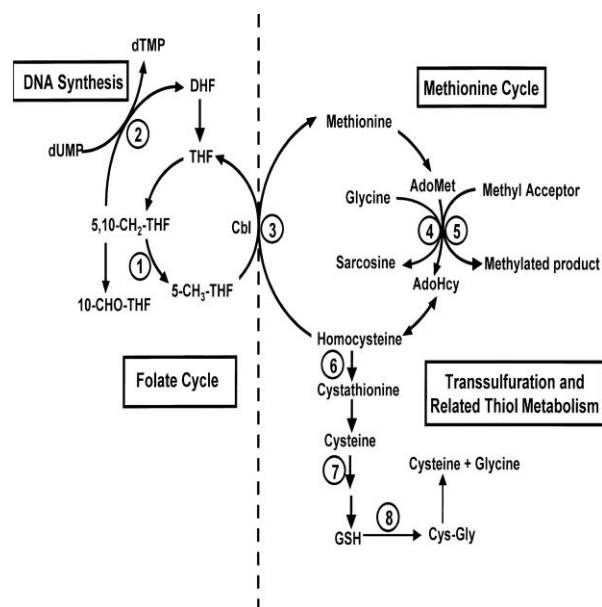 dTMP
DNA Synthesis
DHF
2
dUMP
THF
5,10-CH2-THF
1
10-CHO-THF
5-CH3-THF
Folate Cycle
Cbl
3
Methionine Cycle
Methionine
AdoMet
Glycine
Methyl Acceptor
4
5
Sarcosine
Methylated product
AdoHcy
Homocysteine
6
Cystathionine
Transsulfuration and
Related Thiol Metabolism
Cysteine
7
Cysteine + Glycine
GSH
8
Cys-Gly